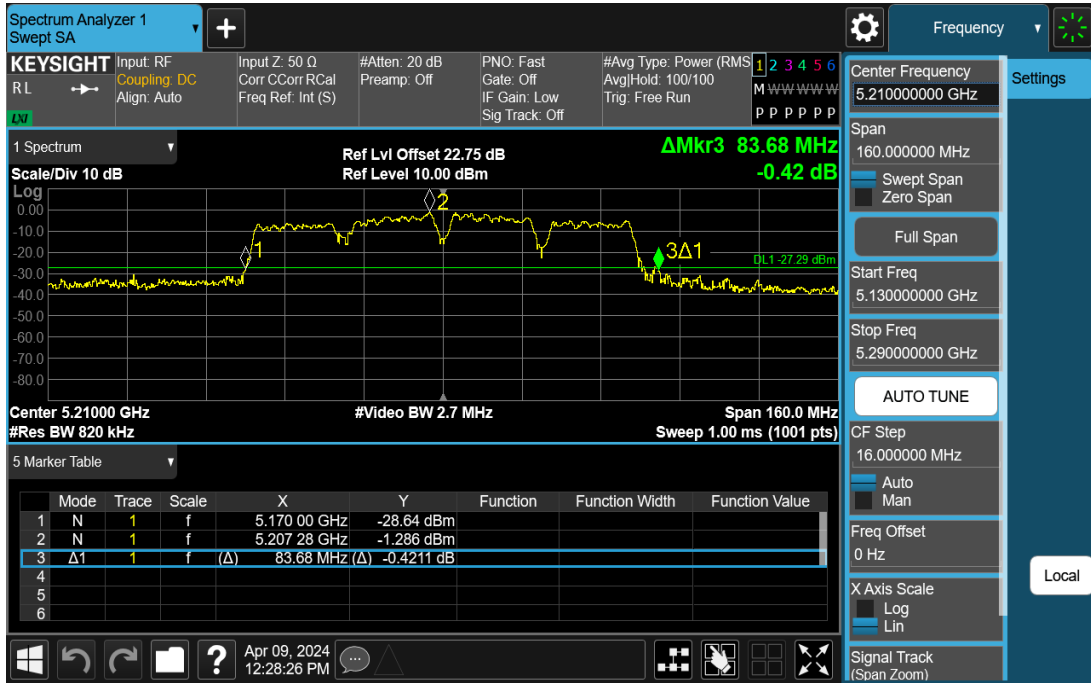 Spectrum Analyzer 1
Swept SA
+
Frequency
KEYSIGHT
R L
LXI
Input: RF
Coupling: DC
Align: Auto
Input Z: 50 Ω
Corr CCorr RCal
Freq Ref: Int (S)
#Atten: 20 dB
Preamp: Off
PNO: Fast
Gate: Off
IF Gain: Low
Sig Track: Off
#Avg Type: Power (RMS
Avg|Hold: 100/100
Trig: Free Run
1 2 3 4 5 6
M W W W W W
P P P P P P
1 Spectrum
Scale/Div 10 dB
Ref Lvl Offset 22.75 dB
Ref Level 10.00 dBm
ΔMkr3 83.68 MHz
-0.42 dB
Log
0.00
-10.0
-20.0
-30.0
-40.0
-50.0
-60.0
-70.0
-80.0
1
2
3Δ1
DL1 -27.29 dBm
Center 5.21000 GHz
#Video BW 2.7 MHz
Span 160.0 MHz
#Res BW 820 kHz
Sweep 1.00 ms (1001 pts)
5 Marker Table
Mode Trace Scale X Y Function Function Width Function Value
1 N 1 f 5.170 00 GHz -28.64 dBm
2 N 1 f 5.207 28 GHz -1.286 dBm
3 Δ1 1 f (Δ) 83.68 MHz (Δ) -0.4211 dB
4
5
6
?
Apr 09, 2024
12:28:26 PM
Center Frequency
5.210000000 GHz
Settings
Span
160.000000 MHz
Swept Span
Zero Span
Full Span
Start Freq
5.130000000 GHz
Stop Freq
5.290000000 GHz
AUTO TUNE
CF Step
16.000000 MHz
Auto
Man
Freq Offset
0 Hz
Local
X Axis Scale
Log
Lin
Signal Track
(Span Zoom)